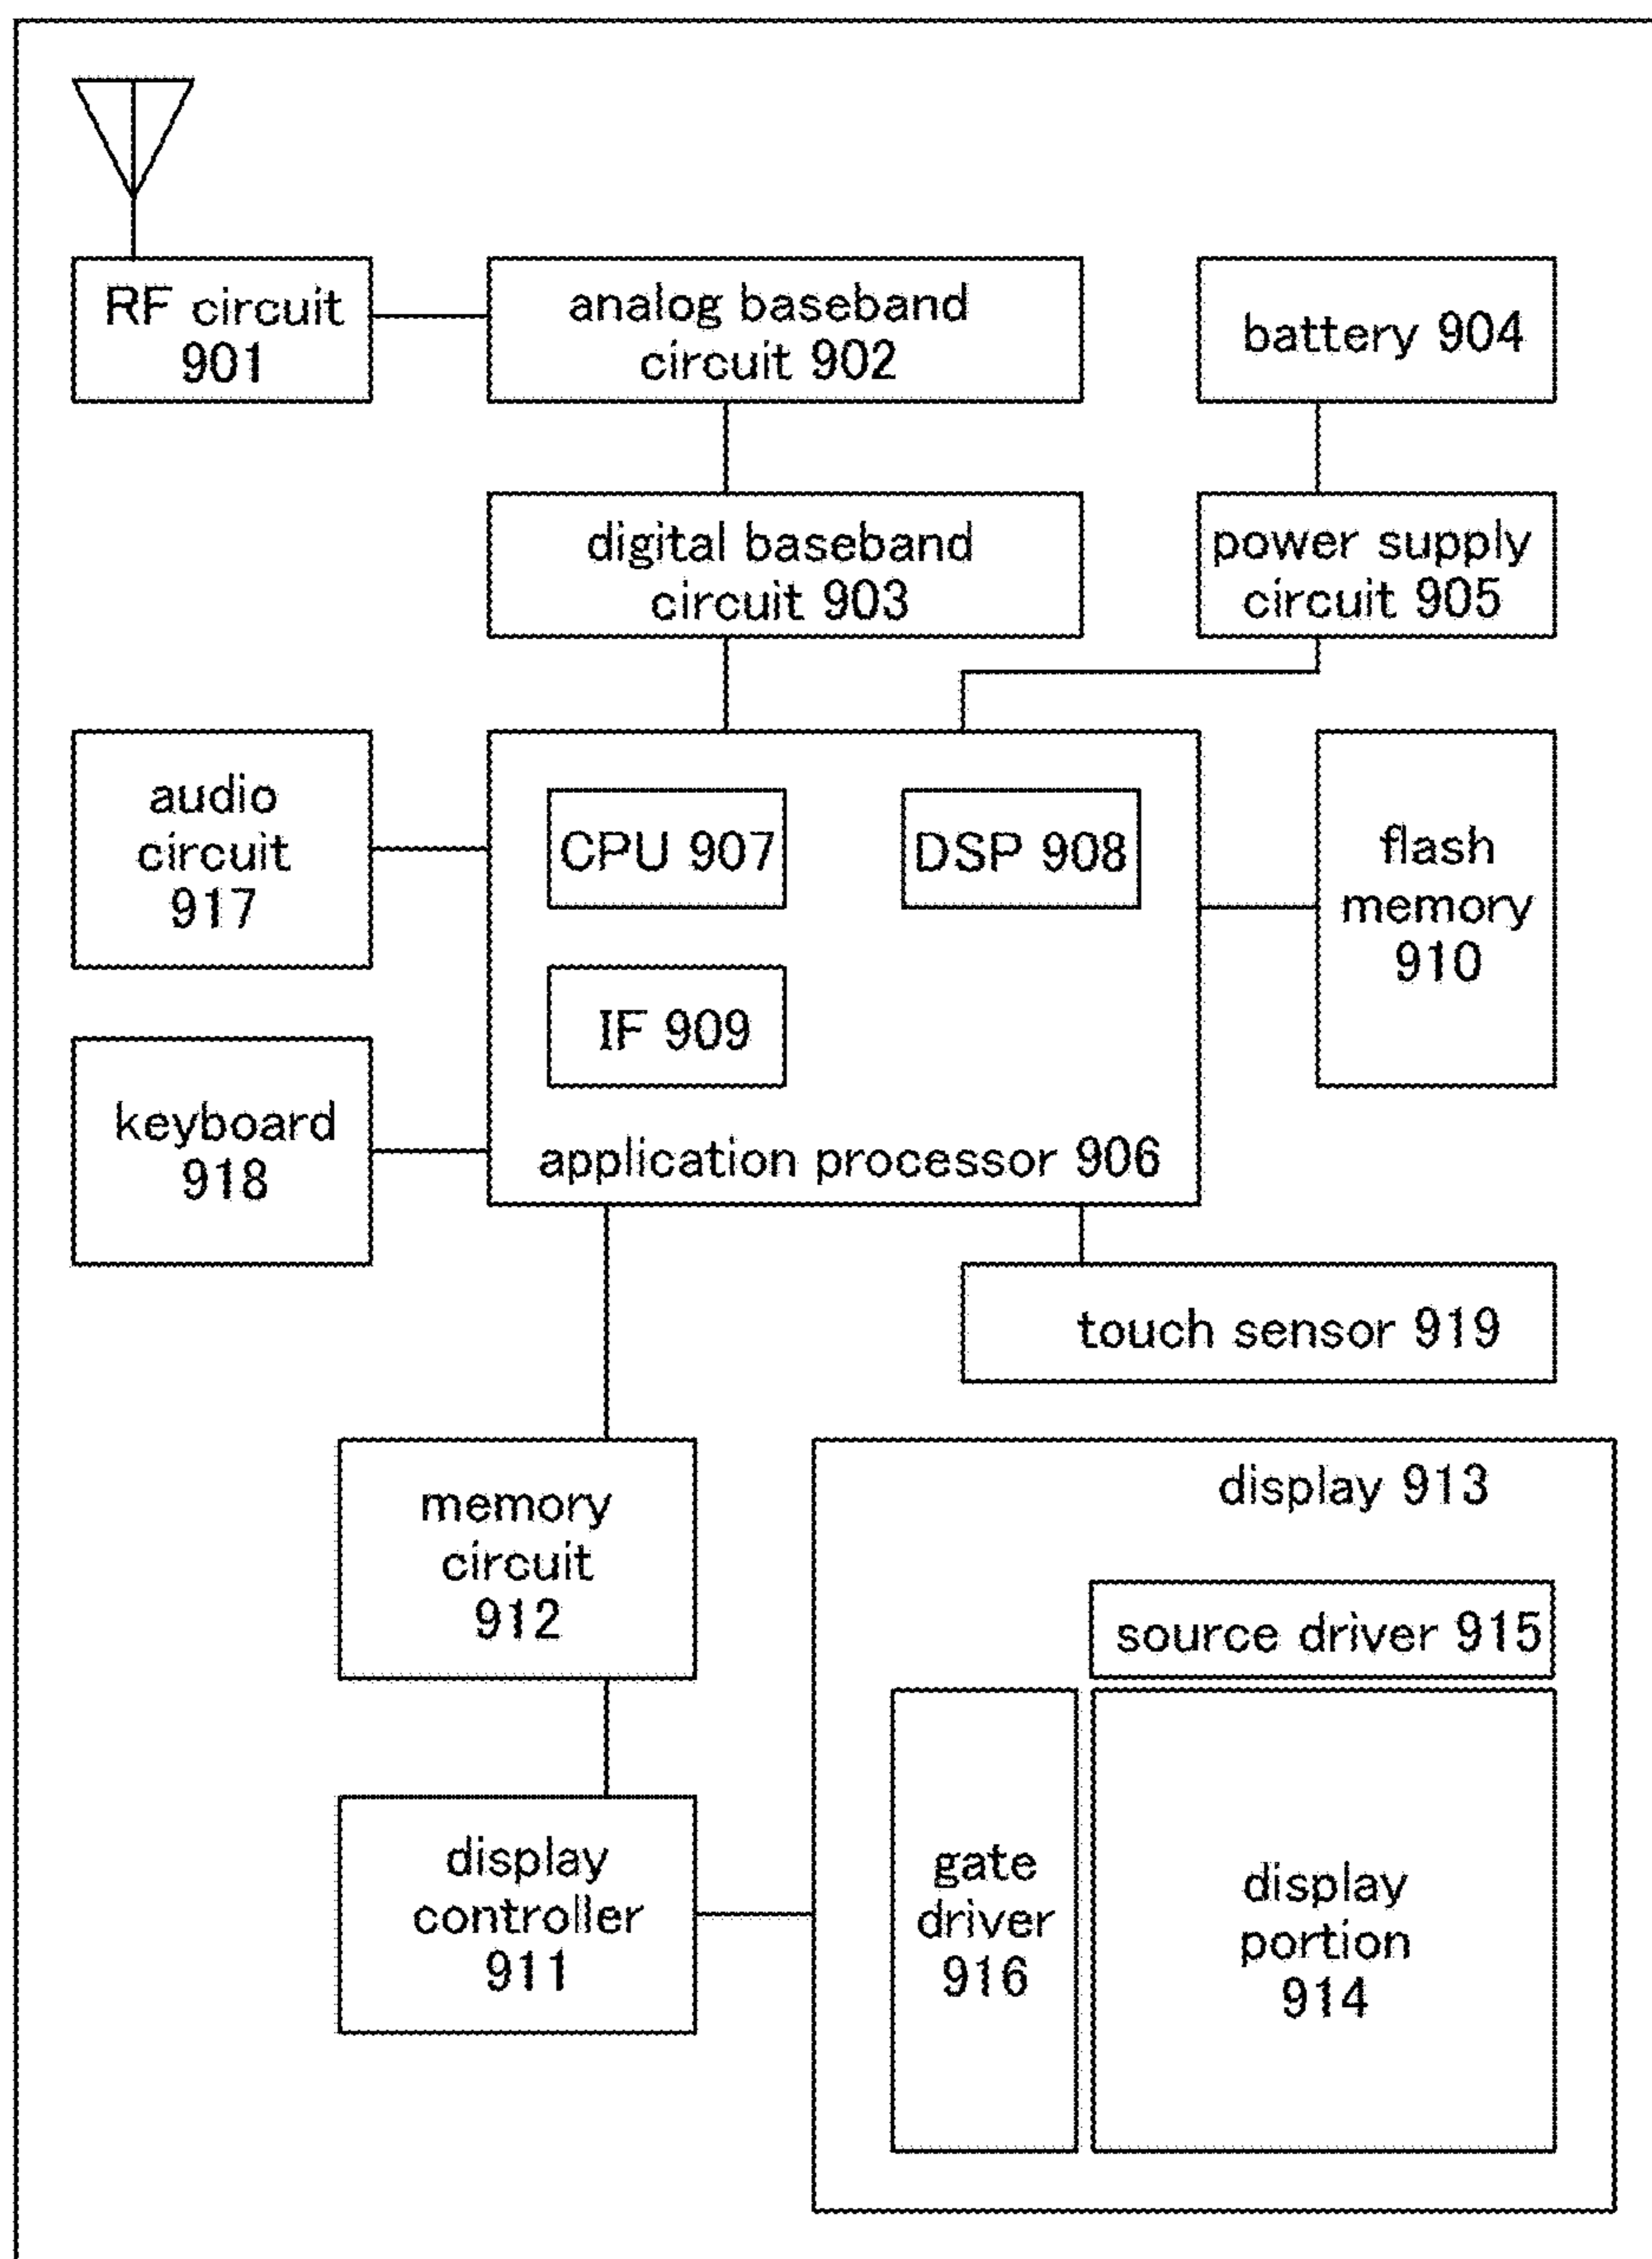 RF circuit
901
analog baseband
circuit 902
battery 904
digital baseband
circuit 903
power supply
circuit 905
audio
circuit
917
CPU 907
DSP 908
flash
memory
910
IF 909
keyboard
918
application processor 906
touch sensor 919
memory
circuit
912
display 913
source driver 915
display
controller
911
gate
driver
916
display
portion
914